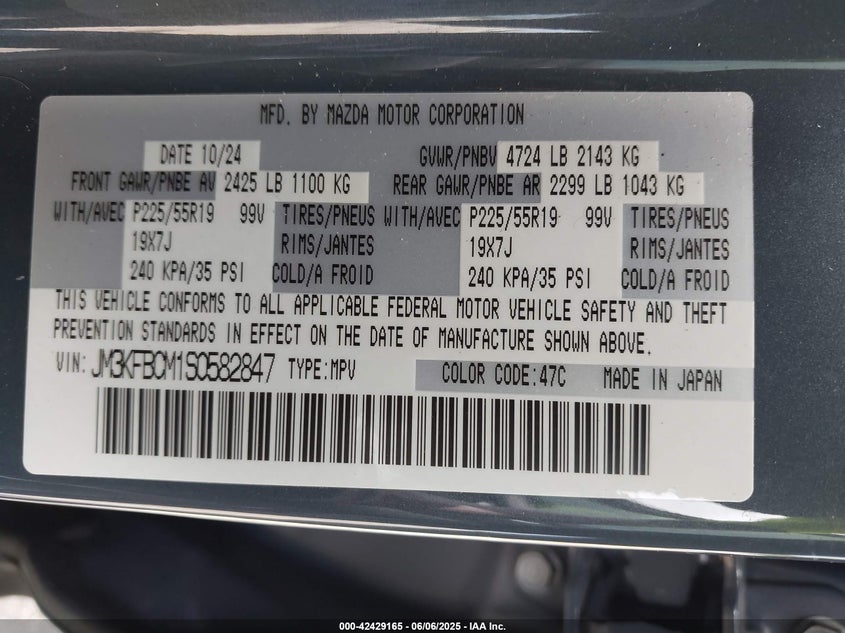 MFD. BY MAZDA MOTOR CORPORATION
DATE 10/24 GVWR/PNBV 4724 LB 2143 KG
FRONT GAWR/PNBE AV 2425 LB 1100 KG REAR GAWR/PNBE AR 2299 LB 1043 KG
WITH/AVEC P225/55R19 99V TIRES/PNEUS WITH/AVEC P225/55R19 99V TIRES/PNEUS
19X7J RIMS/JANTES 19X7J RIMS/JANTES
240 KPA/35 PSI COLD/A FROID 240 KPA/35 PSI COLD/A FROID
THIS VEHICLE CONFORMS TO ALL APPLICABLE FEDERAL MOTOR VEHICLE SAFETY AND THEFT
PREVENTION STANDARDS IN EFFECT ON THE DATE OF MANUFACTURE SHOWN ABOVE.
VIN: JM3KFBCM1S0582847 TYPE:MPV COLOR CODE:47C MADE IN JAPAN
000-42429165 - 06/06/2025 - IAA Inc.